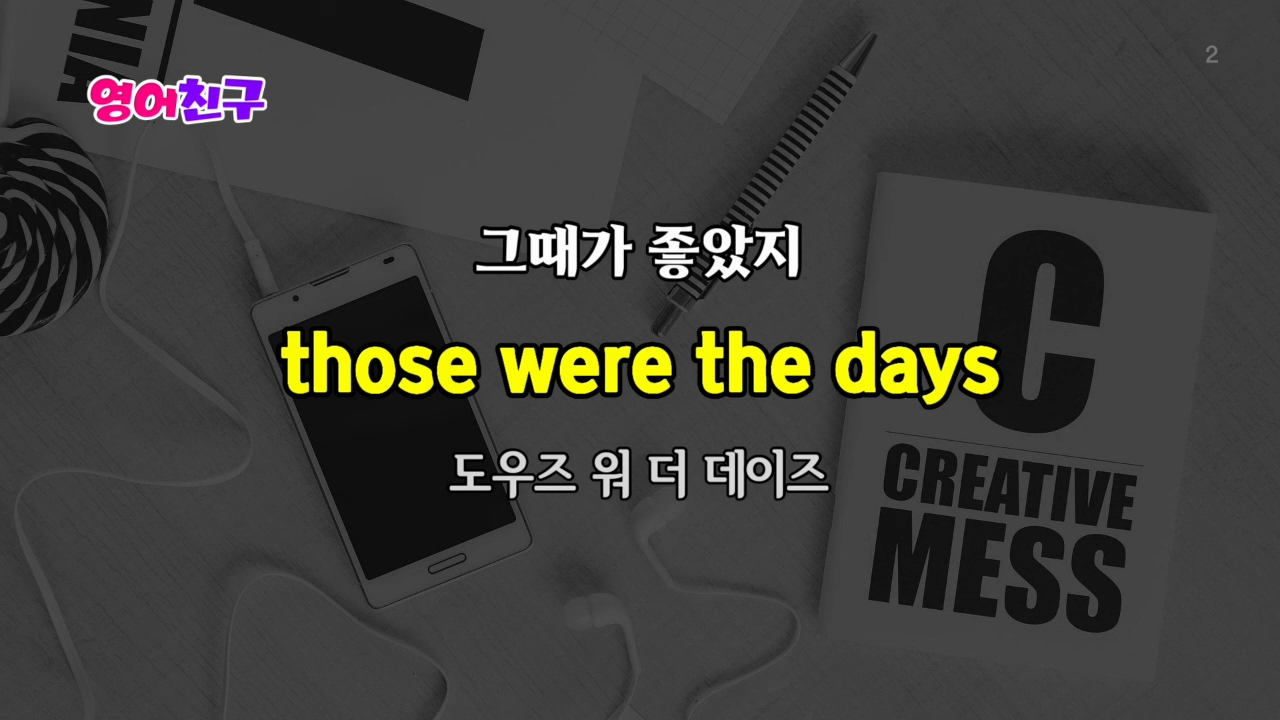 2
영어친구
그때가 좋았지
those were the days
도우즈 워 더 데이즈
C
CREATIVE
MESS